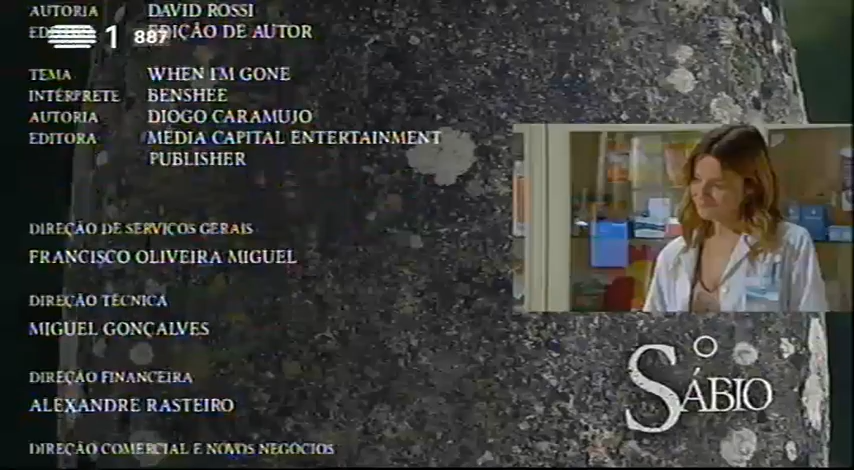 AUTORIA DAVID ROSSI
EDIÇÃO DE AUTOR
1 887
TEMA WHEN I'M GONE
INTÉRPRETE BENSHEE
AUTORIA DIOGO CARAMUJO
EDITORA MEDIA CAPITAL ENTERTAINMENT
PUBLISHER
DIREÇÃO DE SERVIÇOS GERAIS
FRANCISCO OLIVEIRA MIGUEL
DIREÇÃO TÉCNICA
MIGUEL GONÇALVES
DIREÇÃO FINANCEIRA
ALEXANDRE RASTEIRO
DIREÇÃO COMERCIAL E NOVOS NEGÓCIOS
O
SÁBIO